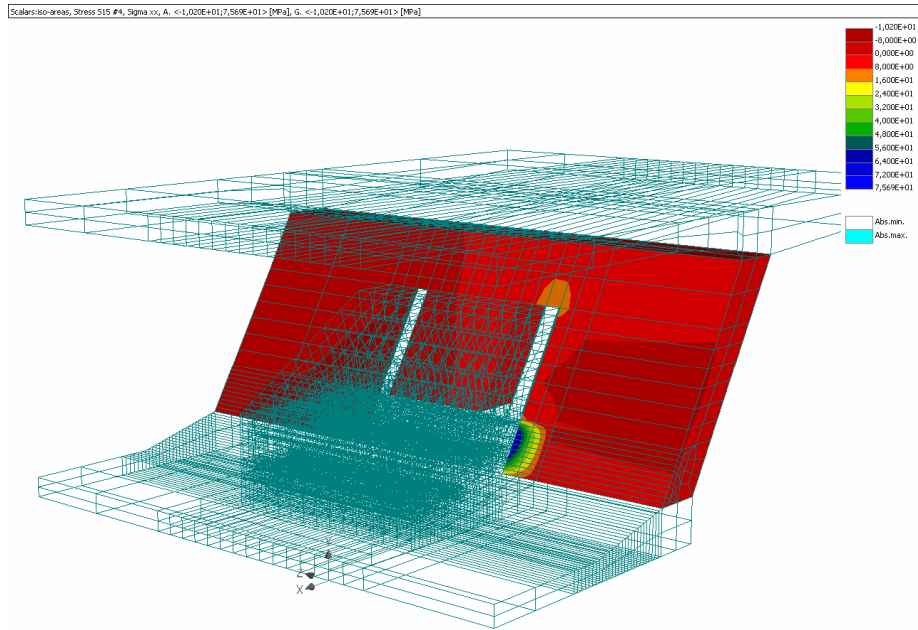 Scalars:iso-areas, Stress S15 #4, Sigma xx, A. <-1,020E+01;7,569E+01> [MPa], G. <-1,020E+01;7,569E+01> [MPa]
-1,020E+01
-8,000E+00
0,000E+00
8,000E+00
1,600E+01
2,400E+01
3,200E+01
4,000E+01
4,800E+01
5,600E+01
6,400E+01
7,200E+01
7,569E+01
Abs.min.
Abs.max.
Y
Z
X